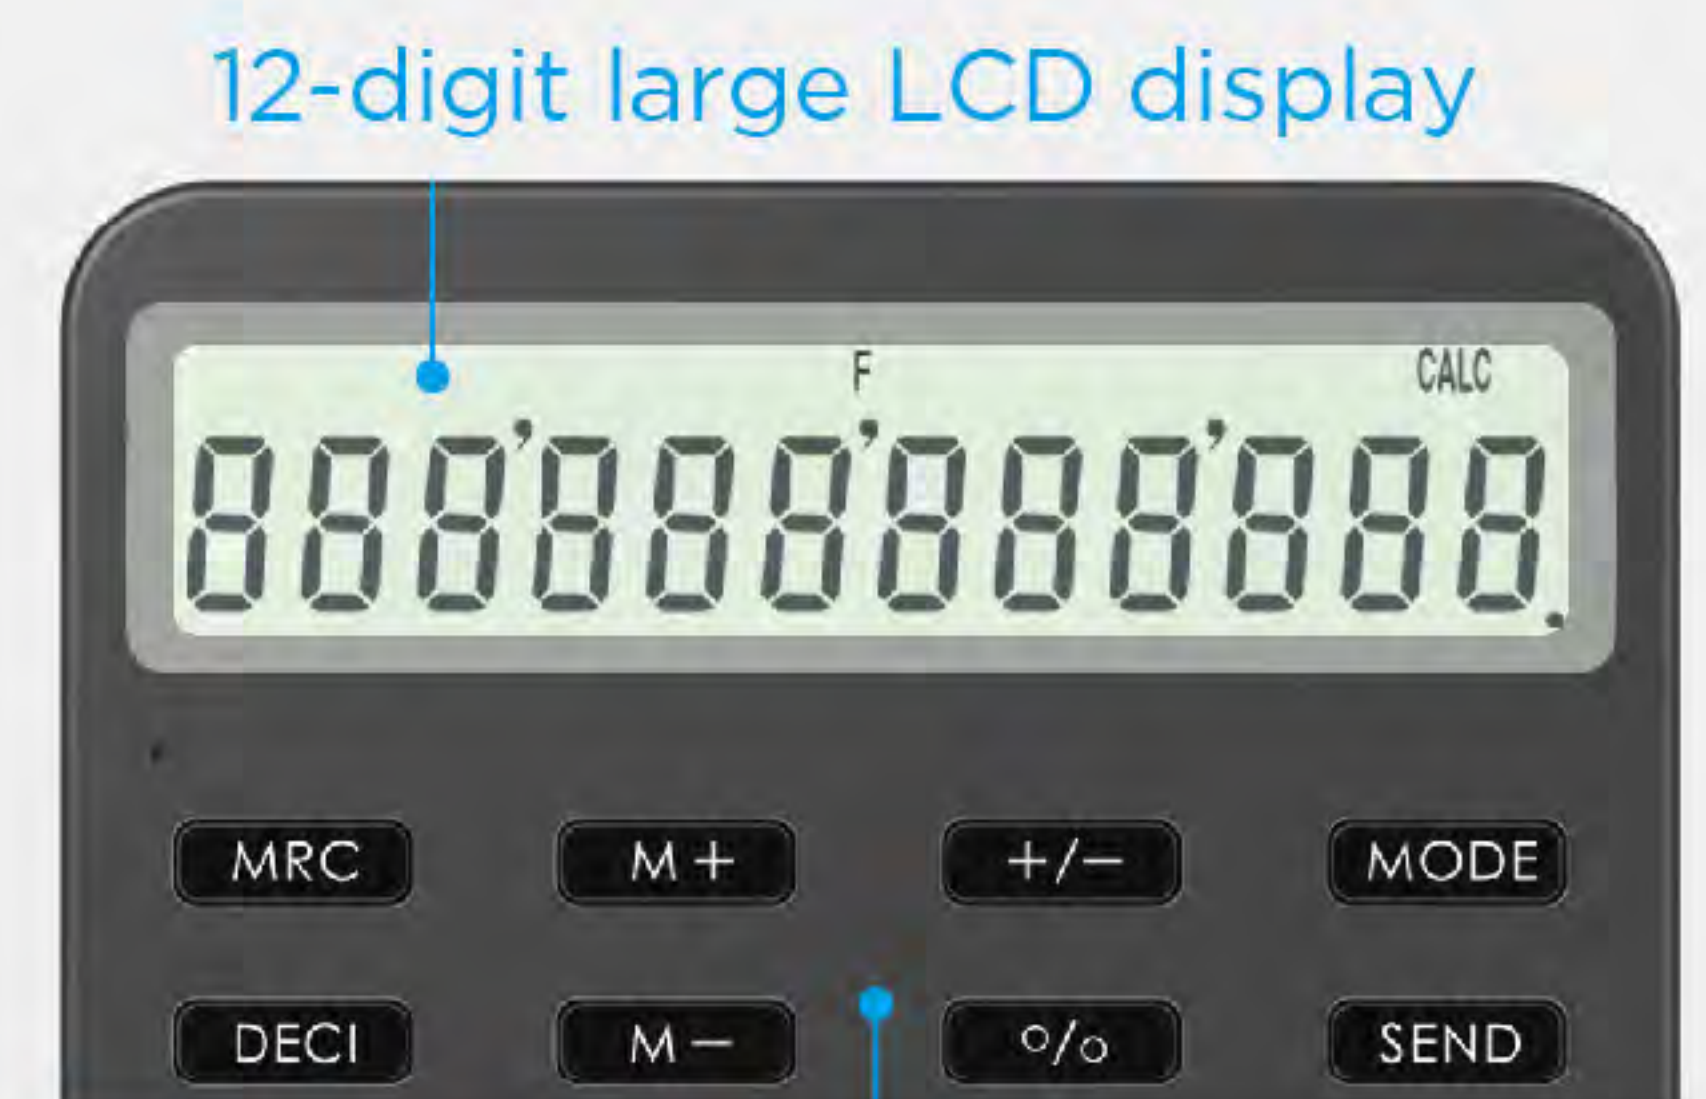 12-digit large LCD display
F CALC
888’888’888’888.
MRC M+ +/− MODE
DECI M− % SEND